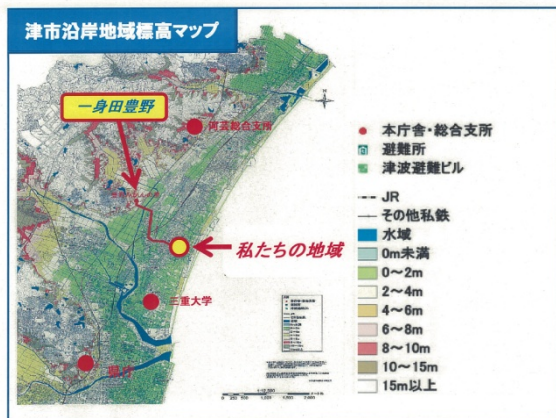 津市沿岸地域標高マップ
一身田豊野
河芸総合支所
私たちの地域
三重大学
本庁舎・総合支所
避難所
津波避難ビル
JR
その他私鉄
水域
0m未満
0~2m
2~4m
4~6m
6~8m
8~10m
10~15m
15m以上